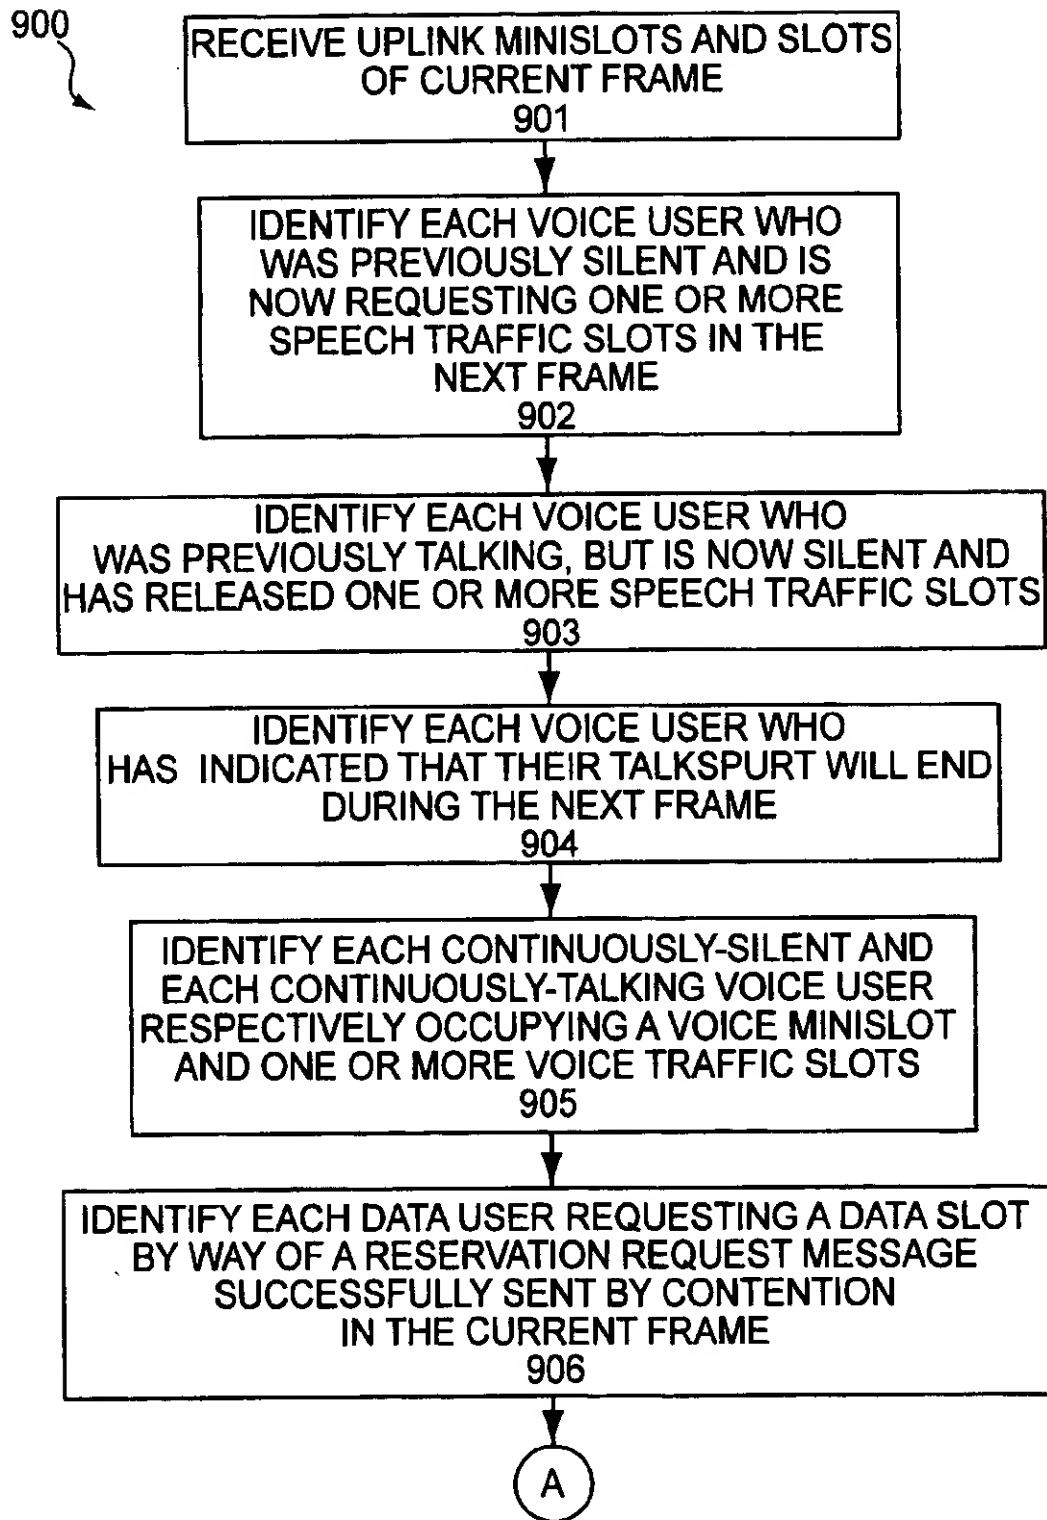 900
RECEIVE UPLINK MINISLOTS AND SLOTS
OF CURRENT FRAME
901
IDENTIFY EACH VOICE USER WHO
WAS PREVIOUSLY SILENT AND IS
NOW REQUESTING ONE OR MORE
SPEECH TRAFFIC SLOTS IN THE
NEXT FRAME
902
IDENTIFY EACH VOICE USER WHO
WAS PREVIOUSLY TALKING, BUT IS NOW SILENT AND
HAS RELEASED ONE OR MORE SPEECH TRAFFIC SLOTS
903
IDENTIFY EACH VOICE USER WHO
HAS INDICATED THAT THEIR TALKSPURT WILL END
DURING THE NEXT FRAME
904
IDENTIFY EACH CONTINUOUSLY-SILENT AND
EACH CONTINUOUSLY-TALKING VOICE USER
RESPECTIVELY OCCUPYING A VOICE MINISLOT
AND ONE OR MORE VOICE TRAFFIC SLOTS
905
IDENTIFY EACH DATA USER REQUESTING A DATA SLOT
BY WAY OF A RESERVATION REQUEST MESSAGE
SUCCESSFULLY SENT BY CONTENTION
IN THE CURRENT FRAME
906
A